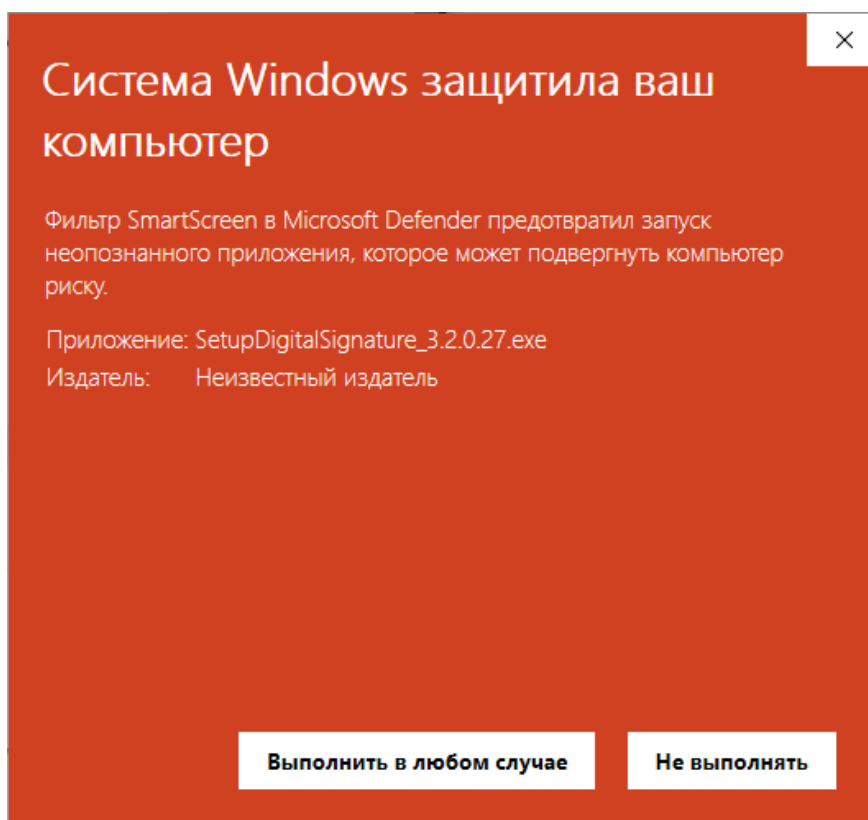 Система Windows защитила ваш
компьютер
Фильтр SmartScreen в Microsoft Defender предотвратил запуск
неопознанного приложения, которое может подвергнуть компьютер
риску.
Приложение: SetupDigitalSignature_3.2.0.27.exe
Издатель: Неизвестный издатель
Выполнить в любом случае Не выполнять